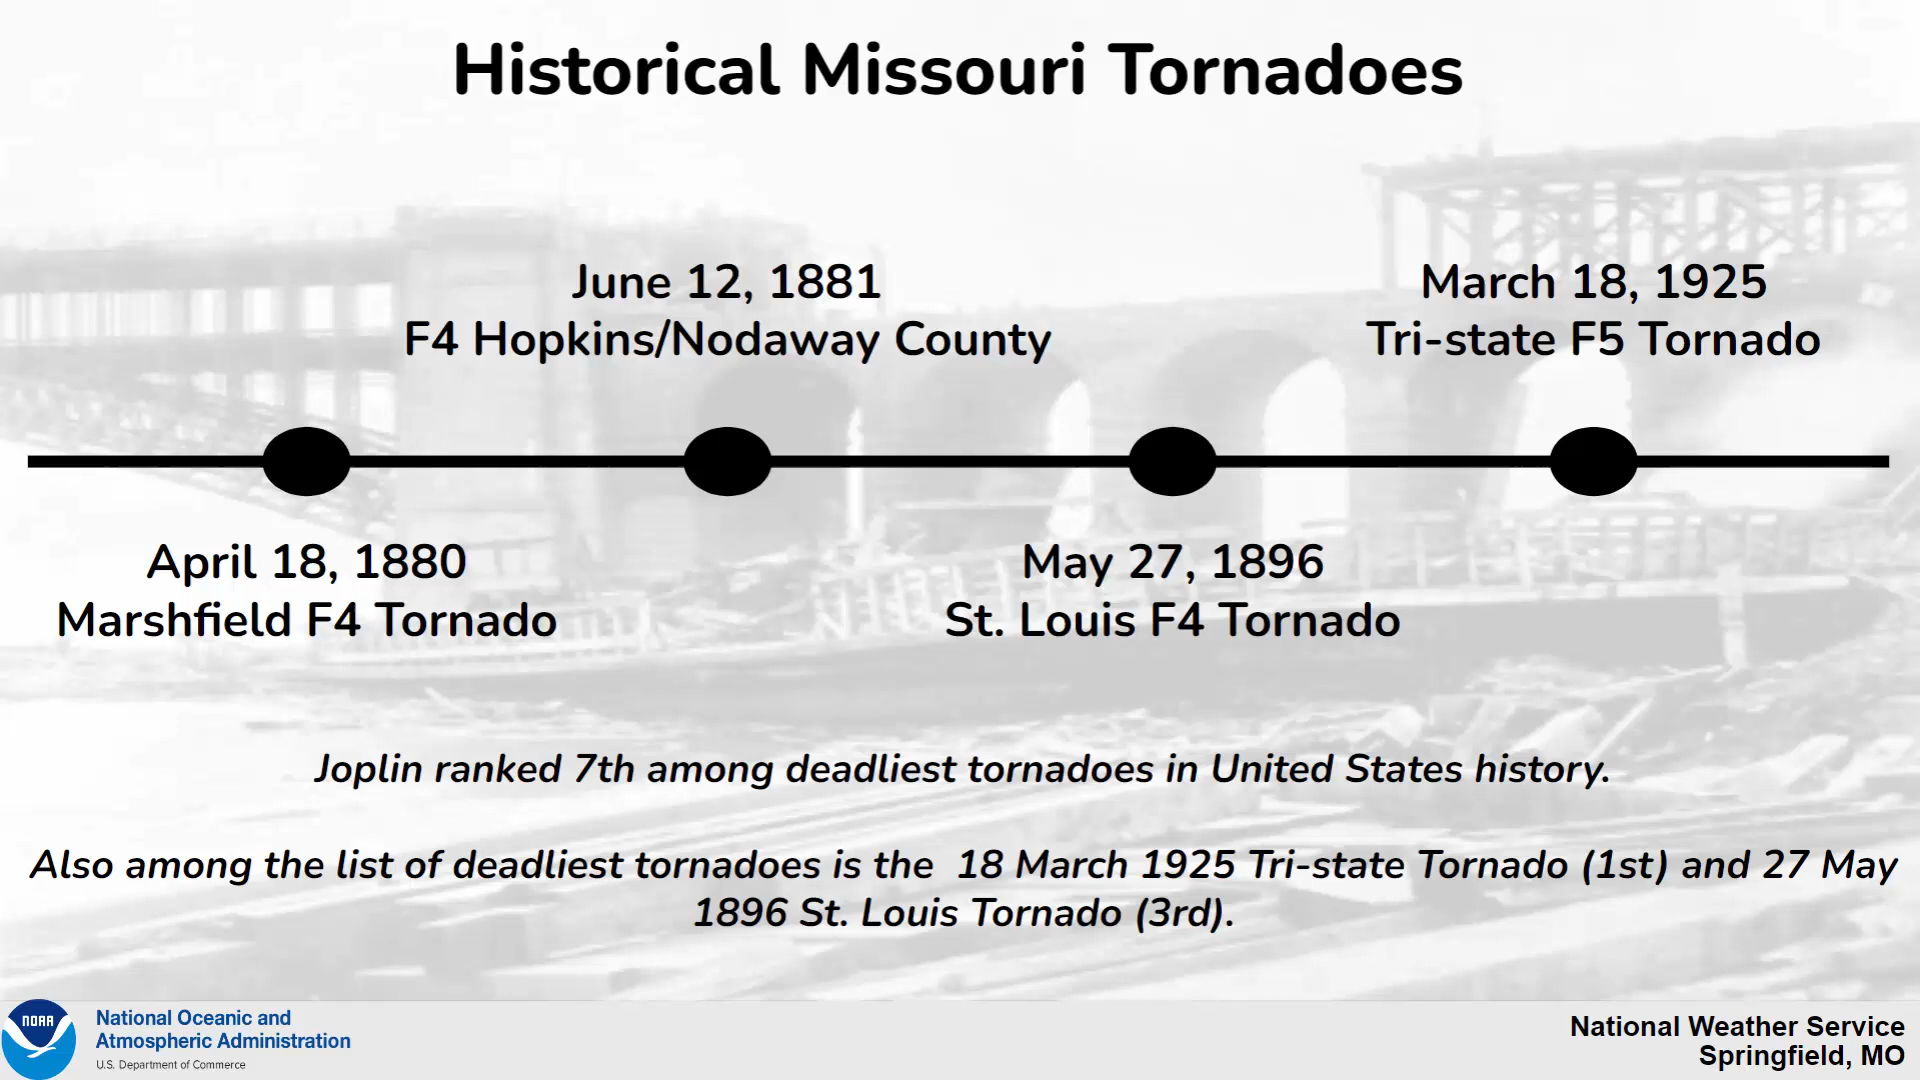 Historical Missouri Tornadoes
June 12, 1881
F4 Hopkins/Nodaway County
March 18, 1925
Tri-state F5 Tornado
April 18, 1880
Marshfield F4 Tornado
May 27, 1896
St. Louis F4 Tornado
Joplin ranked 7th among deadliest tornadoes in United States history.
Also among the list of deadliest tornadoes is the  18 March 1925 Tri-state Tornado (1st) and 27 May
1896 St. Louis Tornado (3rd).
NOAA
National Oceanic and
Atmospheric Administration
U.S. Department of Commerce
National Weather Service
Springfield, MO